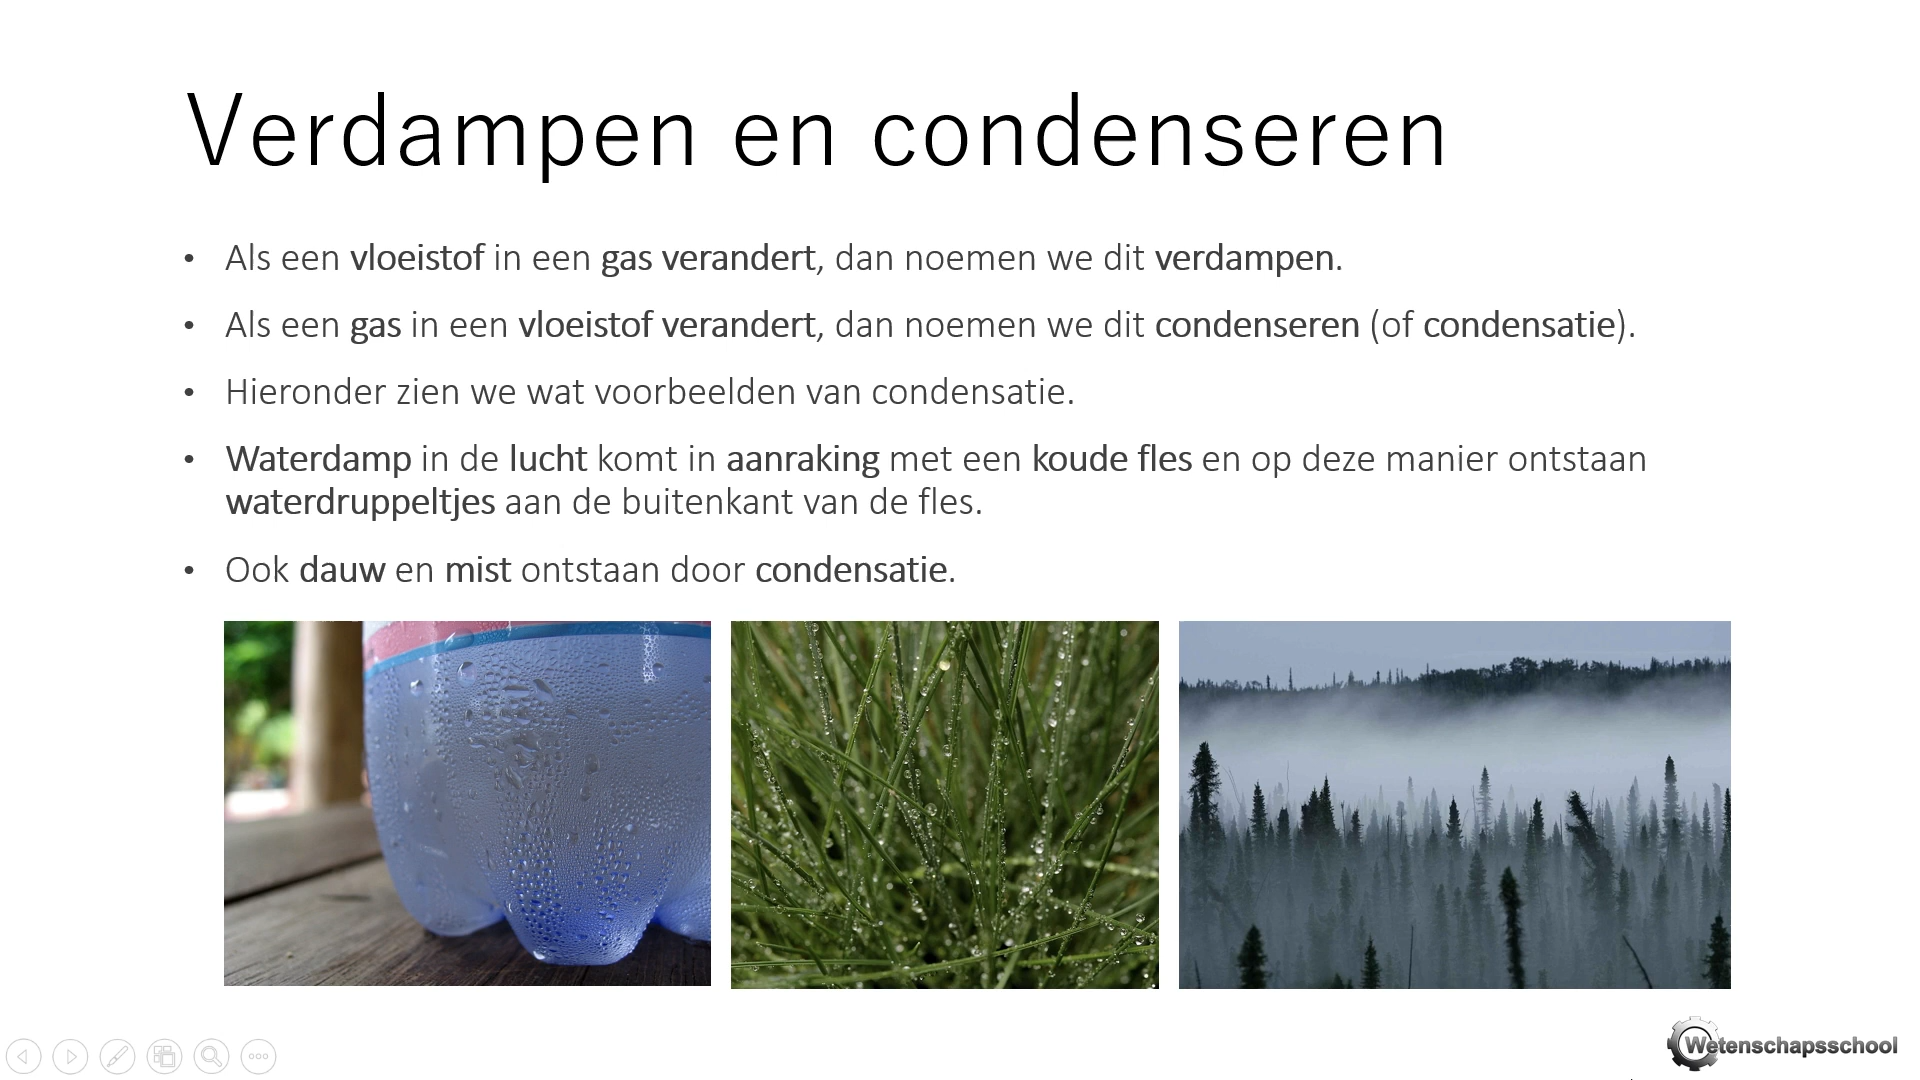 Verdampen en condenseren
• Als een vloeistof in een gas verandert, dan noemen we dit verdampen.
• Als een gas in een vloeistof verandert, dan noemen we dit condenseren (of condensatie).
• Hieronder zien we wat voorbeelden van condensatie.
• Waterdamp in de lucht komt in aanraking met een koude fles en op deze manier ontstaan
waterdruppeltjes aan de buitenkant van de fles.
• Ook dauw en mist ontstaan door condensatie.
Wetenschapsschool